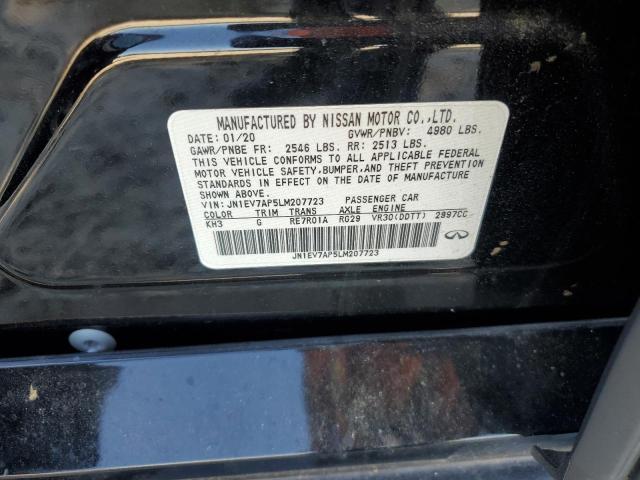 MANUFACTURED BY NISSAN MOTOR CO.,LTD.
DATE: 01/20 GVWR/PNBV: 4980 LBS.
GAWR/PNBE FR: 2546 LBS. RR: 2513 LBS.
THIS VEHICLE CONFORMS TO ALL APPLICABLE FEDERAL
MOTOR VEHICLE SAFETY, BUMPER, AND THEFT PREVENTION
STANDARDS IN EFFECT ON THE DATE OF MANUFACTURE
SHOWN ABOVE.
VIN: JN1EV7AP5LM207723 PASSENGER CAR
COLOR TRIM TRANS AXLE ENGINE
KH3 G RE7R01A RG29 VR30(DDTT) 2997CC
JN1EV7AP5LM207723